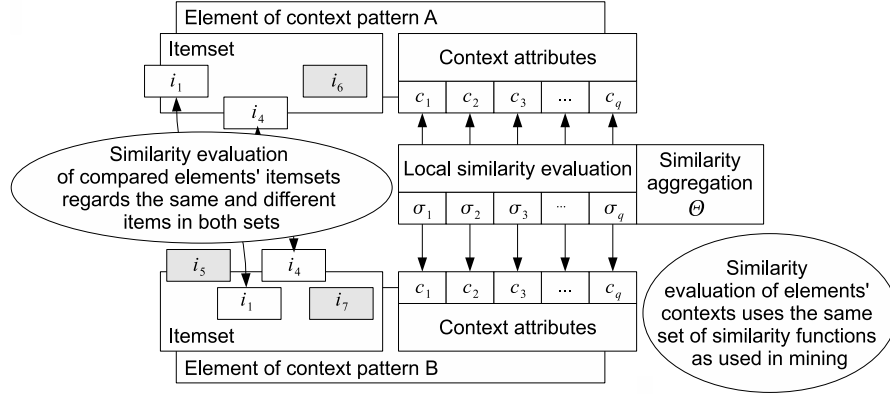 Element of context pattern A
Itemset
Context attributes
i₁
i₆
i₄
c₁ c₂ c₃ ... c_q
Similarity evaluation
of compared elements' itemsets
regards the same and different
items in both sets
Local similarity evaluation
σ₁ σ₂ σ₃ ... σ_q
Similarity
aggregation
Θ
i₅
i₄
i₁
i₇
c₁ c₂ c₃ ... c_q
Itemset
Context attributes
Element of context pattern B
Similarity
evaluation of elements'
contexts uses the same
set of similarity functions
as used in mining